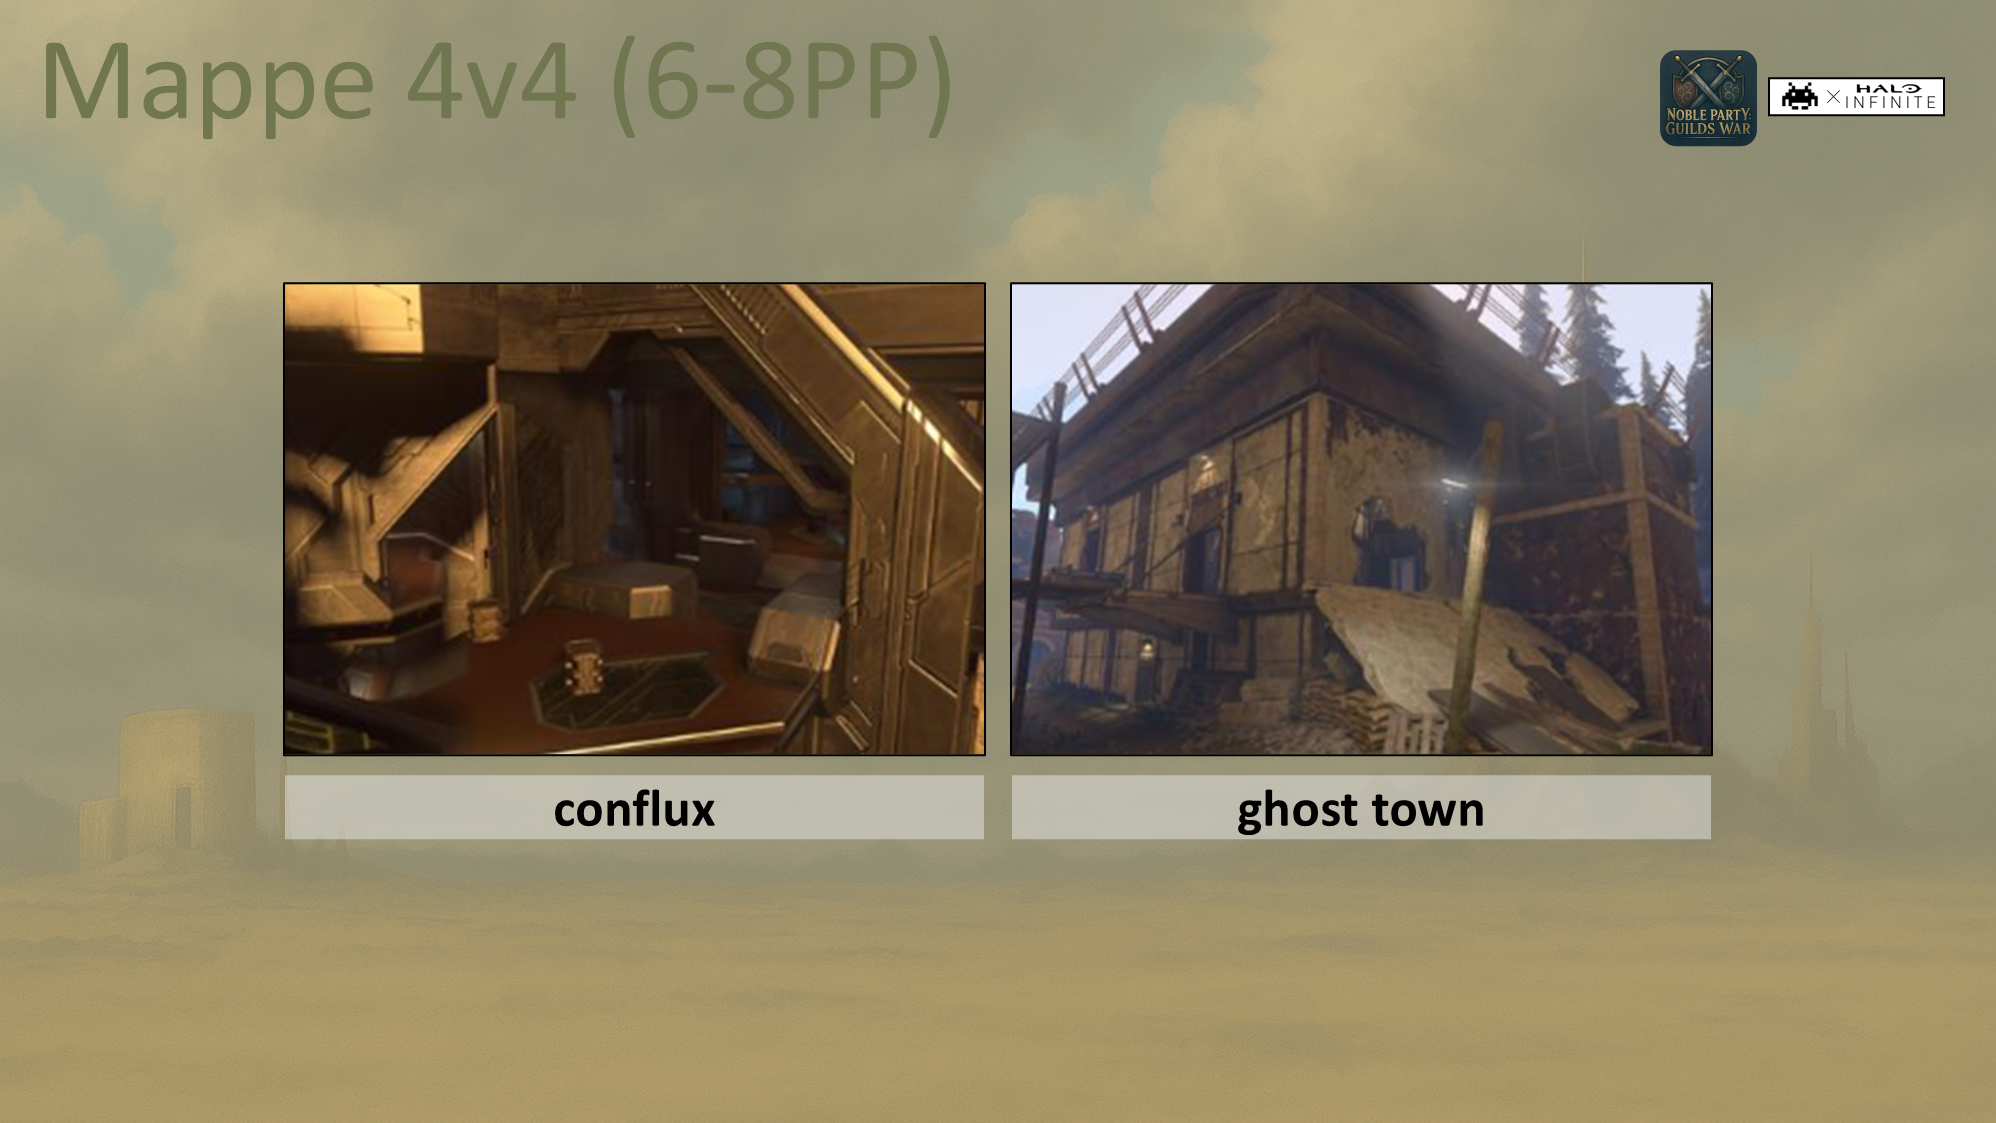 Mappe 4v4 (6-8PP)
NOBLE PARTY:
GUILDS WAR
× HALO
INFINITE
conflux
ghost town